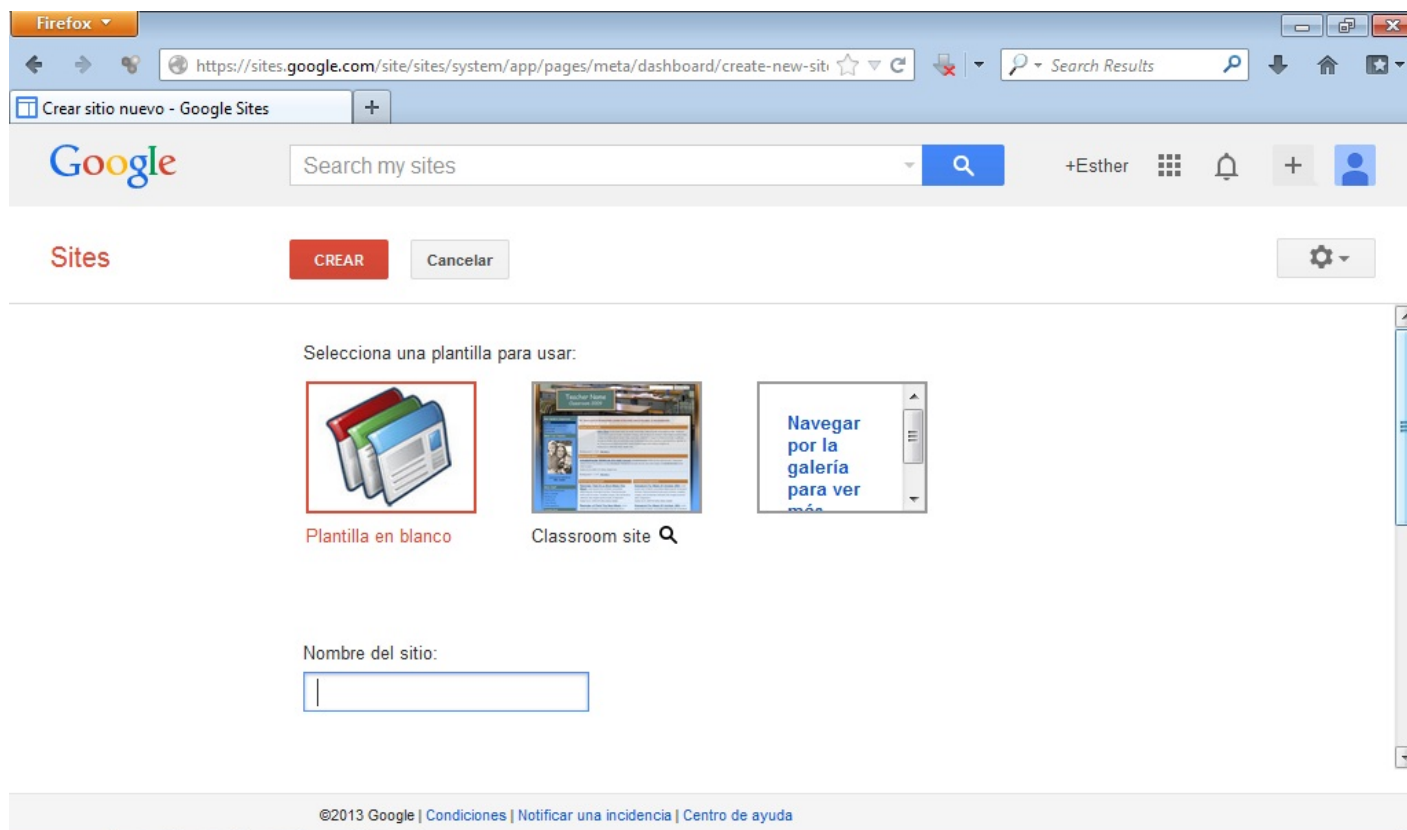 Firefox
https://sites.google.com/site/sites/system/app/pages/meta/dashboard/create-new-sit
Search Results
Crear sitio nuevo - Google Sites
Google
Search my sites
+Esther
Sites
CREAR
Cancelar
Selecciona una plantilla para usar:
Teacher Name
Navegar
por la
galería
para ver
más
Plantilla en blanco
Classroom site
Nombre del sitio:
©2013 Google | Condiciones | Notificar una incidencia | Centro de ayuda